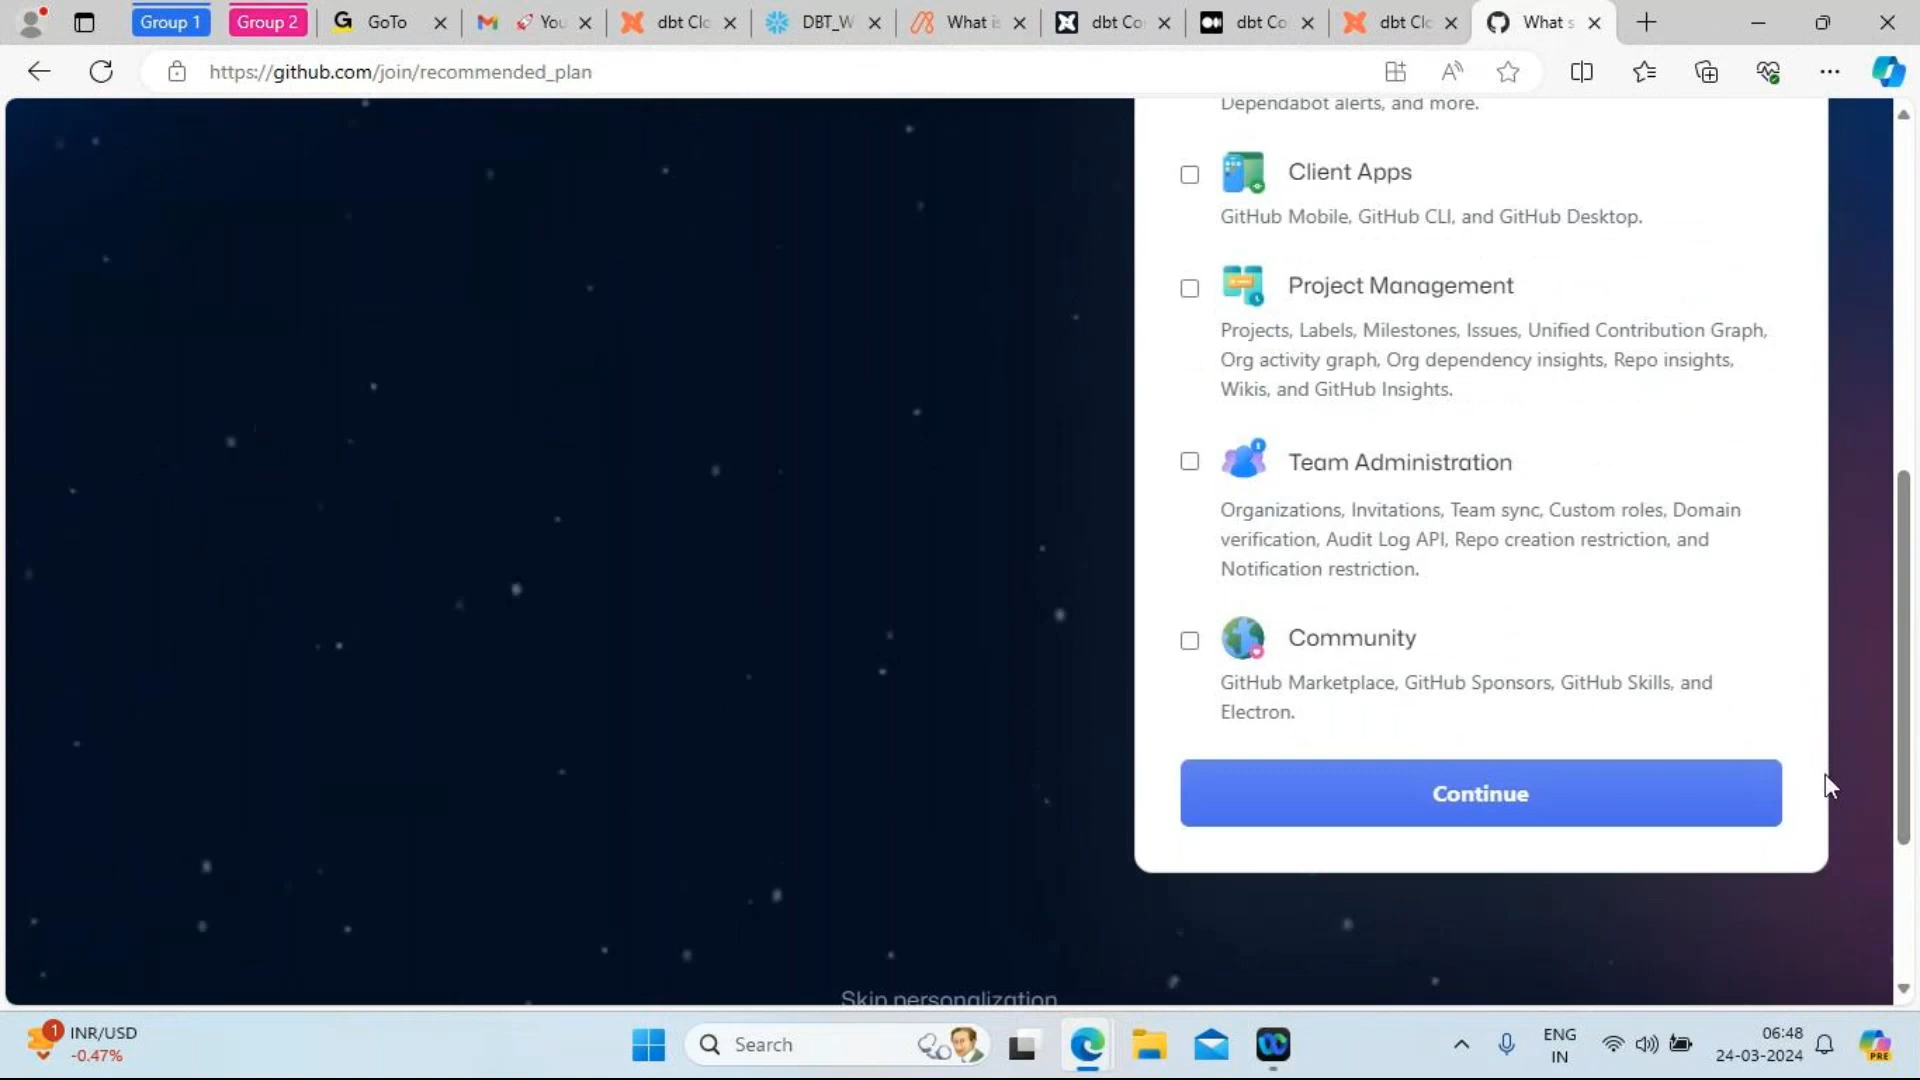 Group 1
Group 2
GoTo
You
dbt Clo
DBT_W
What is
dbt Co
dbt Co
dbt Clo
What s
https://github.com/join/recommended_plan
Dependabot alerts, and more.
Client Apps
GitHub Mobile, GitHub CLI, and GitHub Desktop.
Project Management
Projects, Labels, Milestones, Issues, Unified Contribution Graph,
Org activity graph, Org dependency insights, Repo insights,
Wikis, and GitHub Insights.
Team Administration
Organizations, Invitations, Team sync, Custom roles, Domain
verification, Audit Log API, Repo creation restriction, and
Notification restriction.
Community
GitHub Marketplace, GitHub Sponsors, GitHub Skills, and
Electron.
Continue
Skip personalization
1
INR/USD
-0.47%
Search
ENG
IN
06:48
24-03-2024
PRE